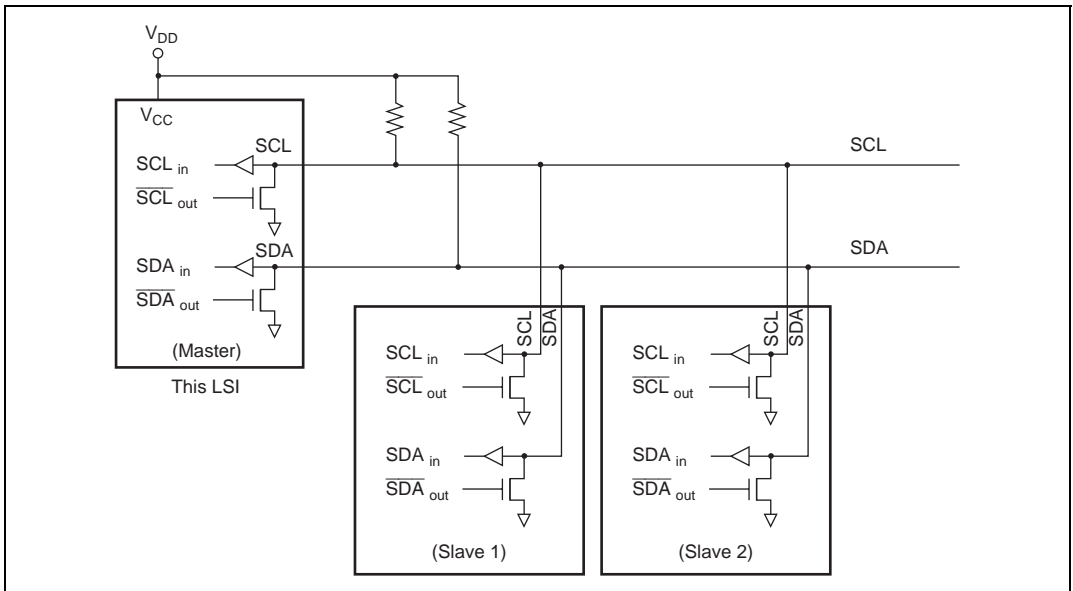 VDD
VCC
SCL
SCL in
SCL out
SDA
SDA in
SDA out
(Master)
This LSI
SCL
SDA
SCL
SDA
SCL in
SCL out
SDA in
SDA out
(Slave 1)
SCL
SDA
SCL in
SCL out
SDA in
SDA out
(Slave 2)